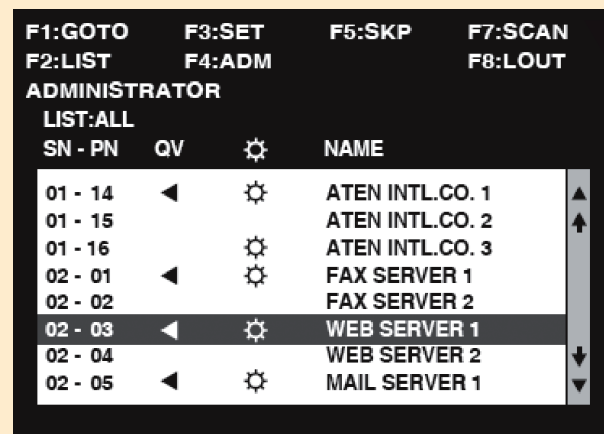 F1:GOTO F3:SET F5:SKP F7:SCAN
F2:LIST F4:ADM F8:LOUT
ADMINISTRATOR
LIST:ALL
SN - PN QV ☼ NAME
01 - 14 ◀ ☼ ATEN INTL.CO. 1
01 - 15 ATEN INTL.CO. 2
01 - 16 ☼ ATEN INTL.CO. 3
02 - 01 ◀ ☼ FAX SERVER 1
02 - 02 FAX SERVER 2
02 - 03 ◀ ☼ WEB SERVER 1
02 - 04 WEB SERVER 2
02 - 05 ◀ ☼ MAIL SERVER 1